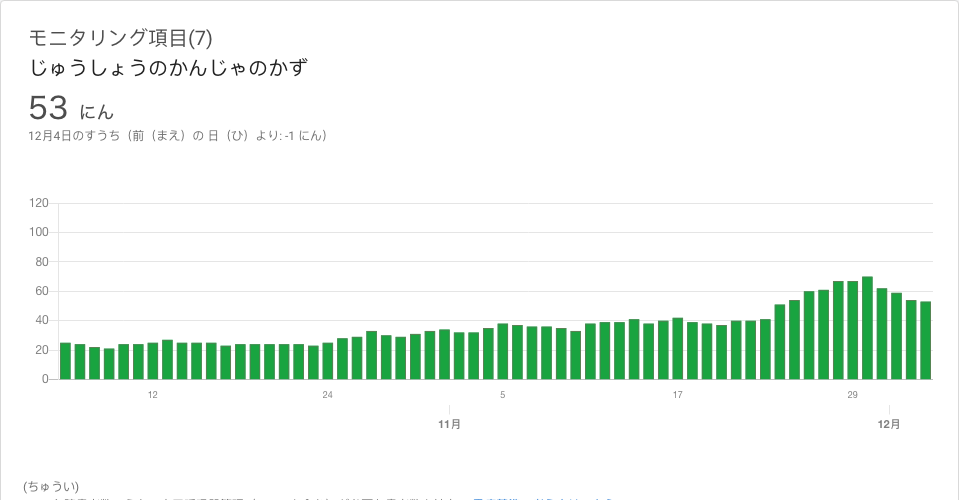 モニタリング項目(7)
じゅうしょうのかんじゃのかず
53 にん
12月4日のすうち（前（まえ）の 日（ひ）より: -1 にん）
120
100
80
60
40
20
0
12 24 5 17 29
11月 12月
(ちゅうい)